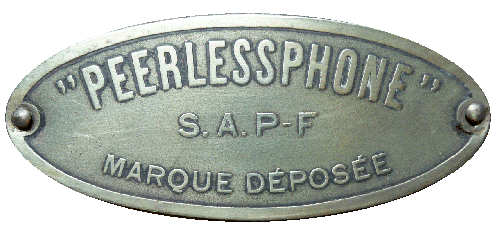 "PEERLESSPHONE"
S. A. P-F
MARQUE DÉPOSÉE